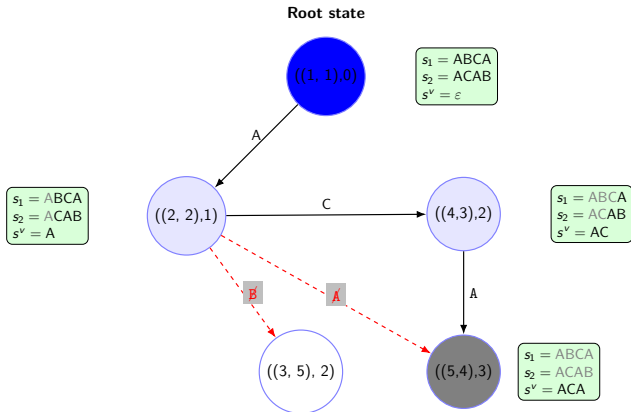 Root state
((1, 1),0)
s₁ = ABCA
s₂ = ACAB
sᵛ = ε
A
s₁ = ABCA
s₂ = ACAB
sᵛ = A
((2, 2),1)
C
((4,3),2)
s₁ = ABCA
s₂ = ACAB
sᵛ = AC
B̸
A̸
A
((3, 5), 2)
((5,4),3)
s₁ = ABCA
s₂ = ACAB
sᵛ = ACA